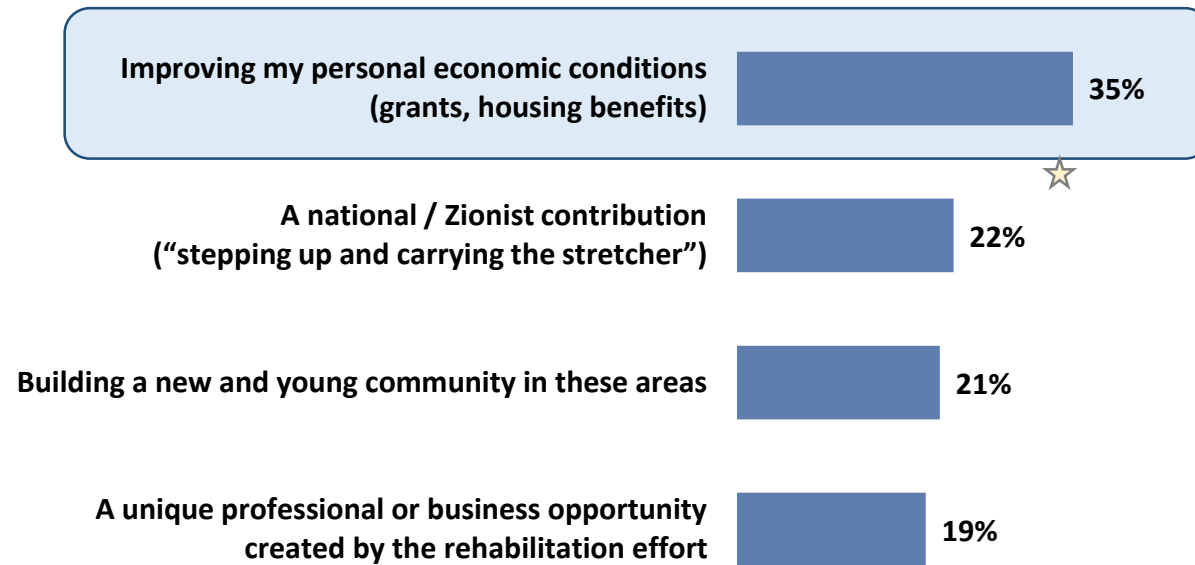 Improving my personal economic conditions
(grants, housing benefits)
35%
A national / Zionist contribution
(“stepping up and carrying the stretcher”)
22%
Building a new and young community in these areas
21%
A unique professional or business opportunity
created by the rehabilitation effort
19%